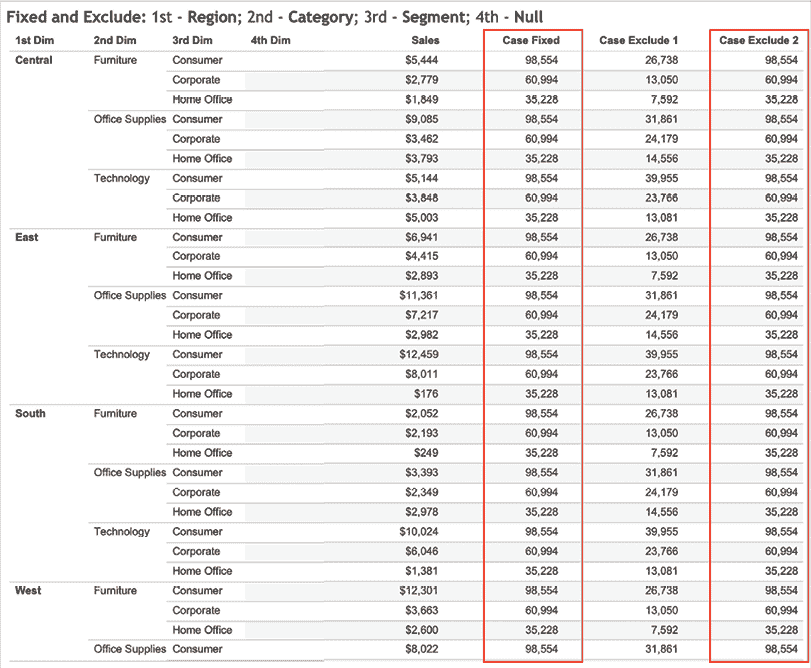 Fixed and Exclude: 1st - Region; 2nd - Category; 3rd - Segment; 4th - Null
1st Dim 2nd Dim 3rd Dim 4th Dim Sales Case Fixed Case Exclude 1 Case Exclude 2
Central Furniture Consumer $5,444 98,554 26,738 98,554
Corporate $2,779 60,994 13,050 60,994
Home Office $1,849 35,228 7,592 35,228
Office Supplies Consumer $9,085 98,554 31,861 98,554
Corporate $3,462 60,994 24,179 60,994
Home Office $3,793 35,228 14,556 35,228
Technology Consumer $5,144 98,554 39,955 98,554
Corporate $3,848 60,994 23,766 60,994
Home Office $5,003 35,228 13,081 35,228
East Furniture Consumer $6,941 98,554 26,738 98,554
Corporate $4,415 60,994 13,050 60,994
Home Office $2,893 35,228 7,592 35,228
Office Supplies Consumer $11,361 98,554 31,861 98,554
Corporate $7,217 60,994 24,179 60,994
Home Office $2,982 35,228 14,556 35,228
Technology Consumer $12,459 98,554 39,955 98,554
Corporate $8,011 60,994 23,766 60,994
Home Office $176 35,228 13,081 35,228
South Furniture Consumer $2,052 98,554 26,738 98,554
Corporate $2,193 60,994 13,050 60,994
Home Office $249 35,228 7,592 35,228
Office Supplies Consumer $3,393 98,554 31,861 98,554
Corporate $2,349 60,994 24,179 60,994
Home Office $2,978 35,228 14,556 35,228
Technology Consumer $10,024 98,554 39,955 98,554
Corporate $6,046 60,994 23,766 60,994
Home Office $1,381 35,228 13,081 35,228
West Furniture Consumer $12,301 98,554 26,738 98,554
Corporate $3,663 60,994 13,050 60,994
Home Office $2,600 35,228 7,592 35,228
Office Supplies Consumer $8,022 98,554 31,861 98,554